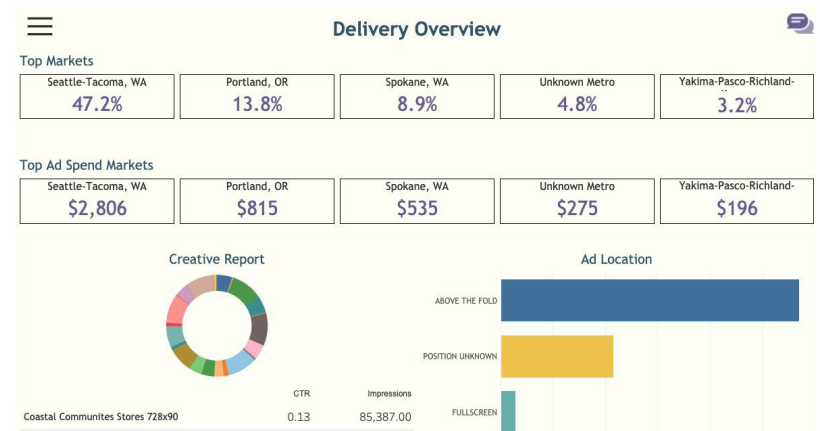 Delivery Overview
Top Markets
Seattle-Tacoma, WA
47.2%
Portland, OR
13.8%
Spokane, WA
8.9%
Unknown Metro
4.8%
Yakima-Pasco-Richland-
3.2%
Top Ad Spend Markets
Seattle-Tacoma, WA
$2,806
Portland, OR
$815
Spokane, WA
$535
Unknown Metro
$275
Yakima-Pasco-Richland-
$196
Creative Report
CTR Impressions
Coastal Communites Stores 728x90 0.13 85,387.00
Ad Location
ABOVE THE FOLD
POSITION UNKNOWN
FULLSCREEN